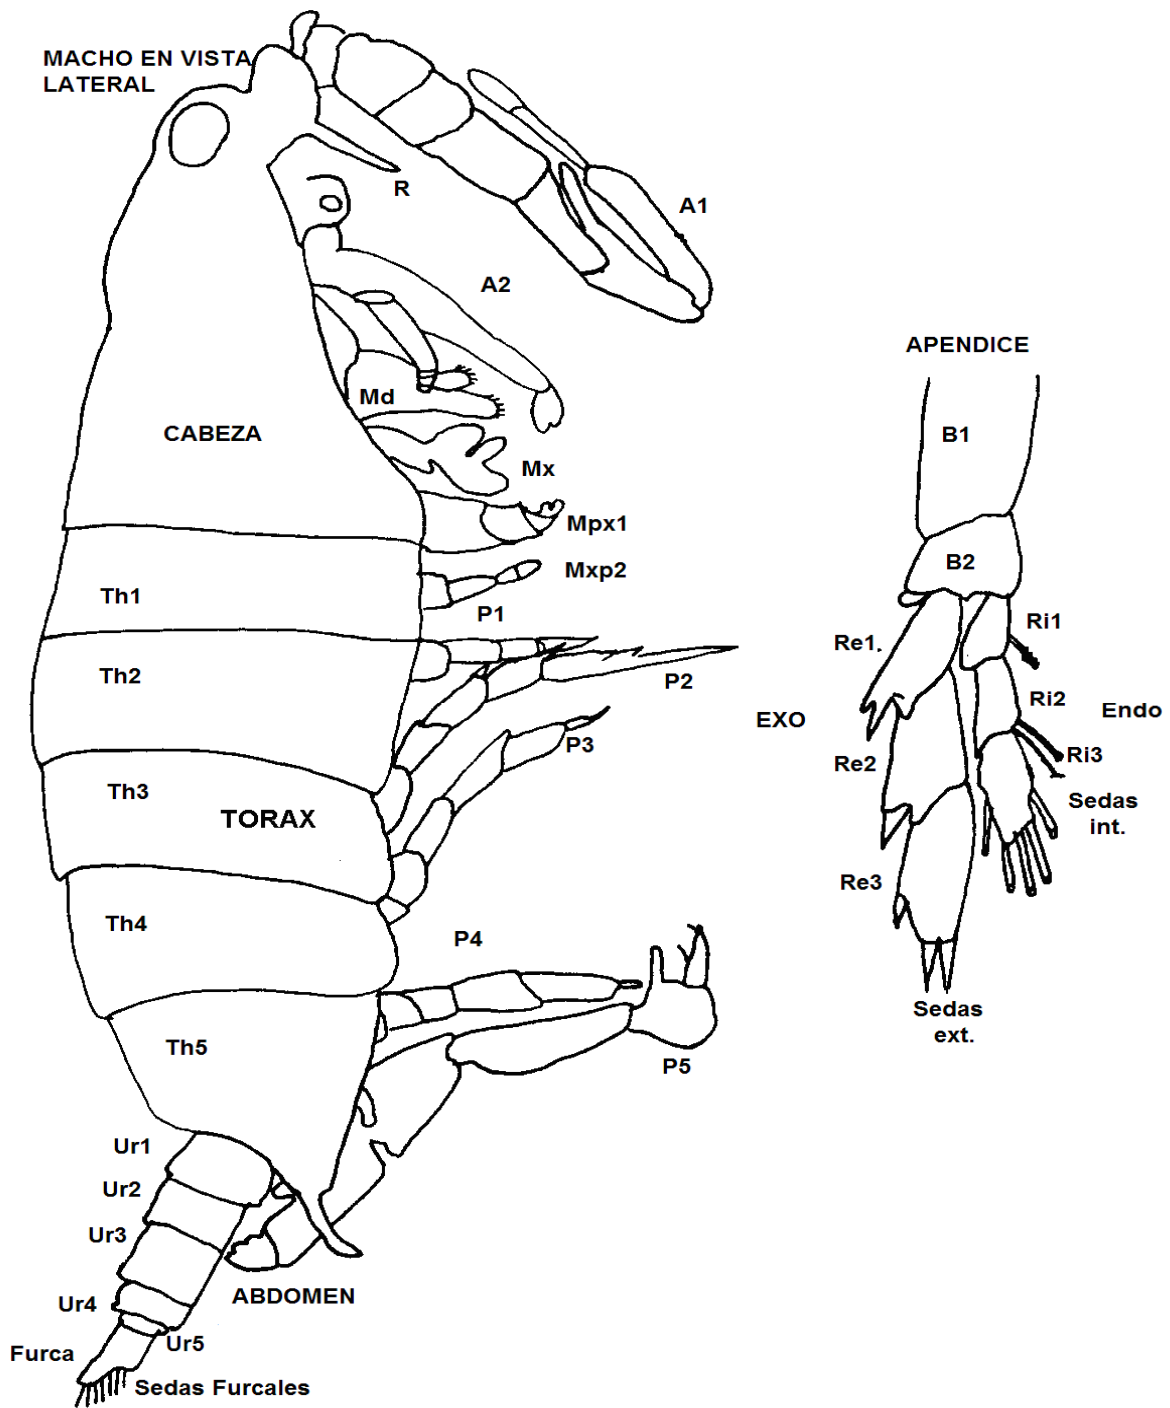 MACHO EN VISTA
LATERAL
R
A1
A2
Md
CABEZA
Mx
Mpx1
Mxp2
Th1
P1
Th2
P2
P3
Th3
TORAX
Th4
P4
Th5
P5
Ur1
Ur2
Ur3
ABDOMEN
Ur4
Ur5
Furca
Sedas Furcales
APENDICE
B1
B2
Re1.
Ri1
Ri2
EXO
Endo
Re2
Ri3
Sedas
int.
Re3
Sedas
ext.